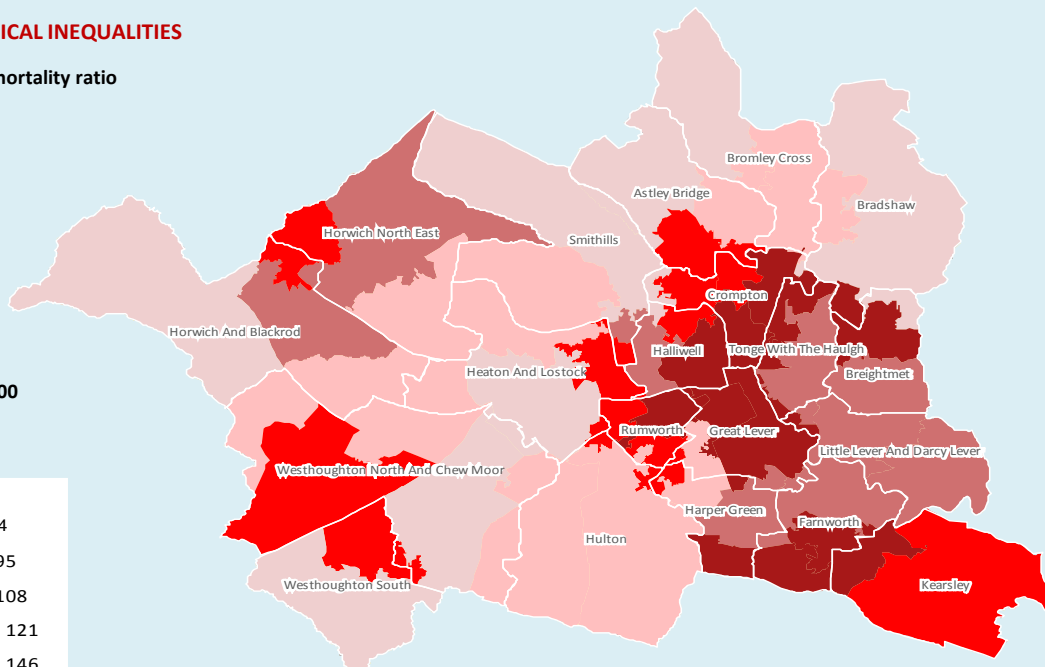 ICAL INEQUALITIES
mortality ratio
Bromley Cross
Astley Bridge
Bradshaw
Horwich North East
Smithills
Crompton
Horwich And Blackrod
Halliwell
Tonge With The Haulgh
Heaton And Lostock
Breightmet
00
Rumworth
Great Lever
Little Lever And Darcy Lever
Westhoughton North And Chew Moor
Harper Green
Farnworth
4
Hulton
95
Westhoughton South
Kearsley
108
121
146